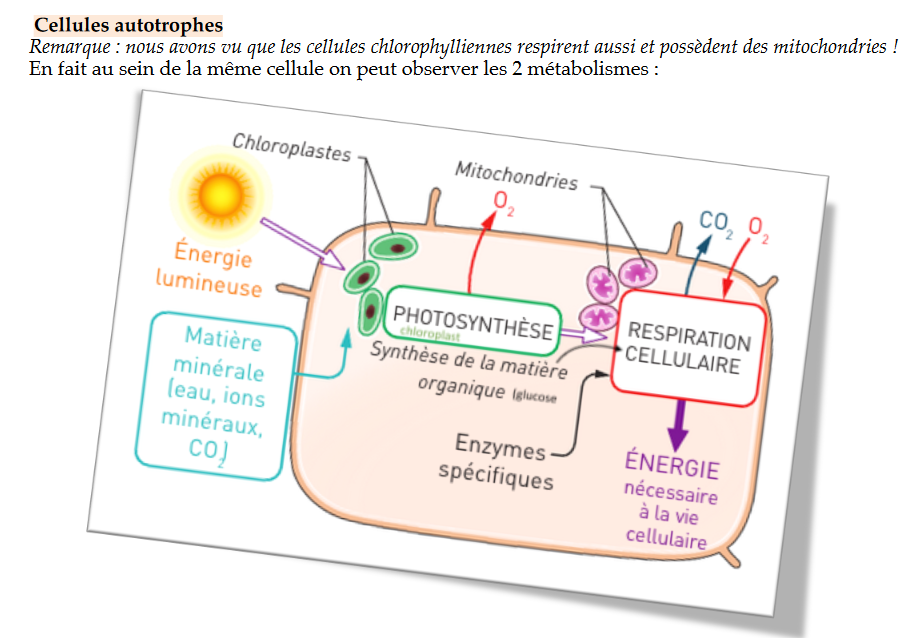 Cellules autotrophes
Remarque : nous avons vu que les cellules chlorophylliennes respirent aussi et possèdent des mitochondries !
En fait au sein de la même cellule on peut observer les 2 métabolismes :
Chloroplastes
Mitochondries
O₂
CO₂
O₂
Énergie
lumineuse
PHOTOSYNTHÈSE
chloroplast
RESPIRATION
CELLULAIRE
Matière
minérale
(eau, ions
minéraux,
CO₂)
Synthèse de la matière
organique (glucose
Enzymes
spécifiques
ÉNERGIE
nécessaire
à la vie
cellulaire